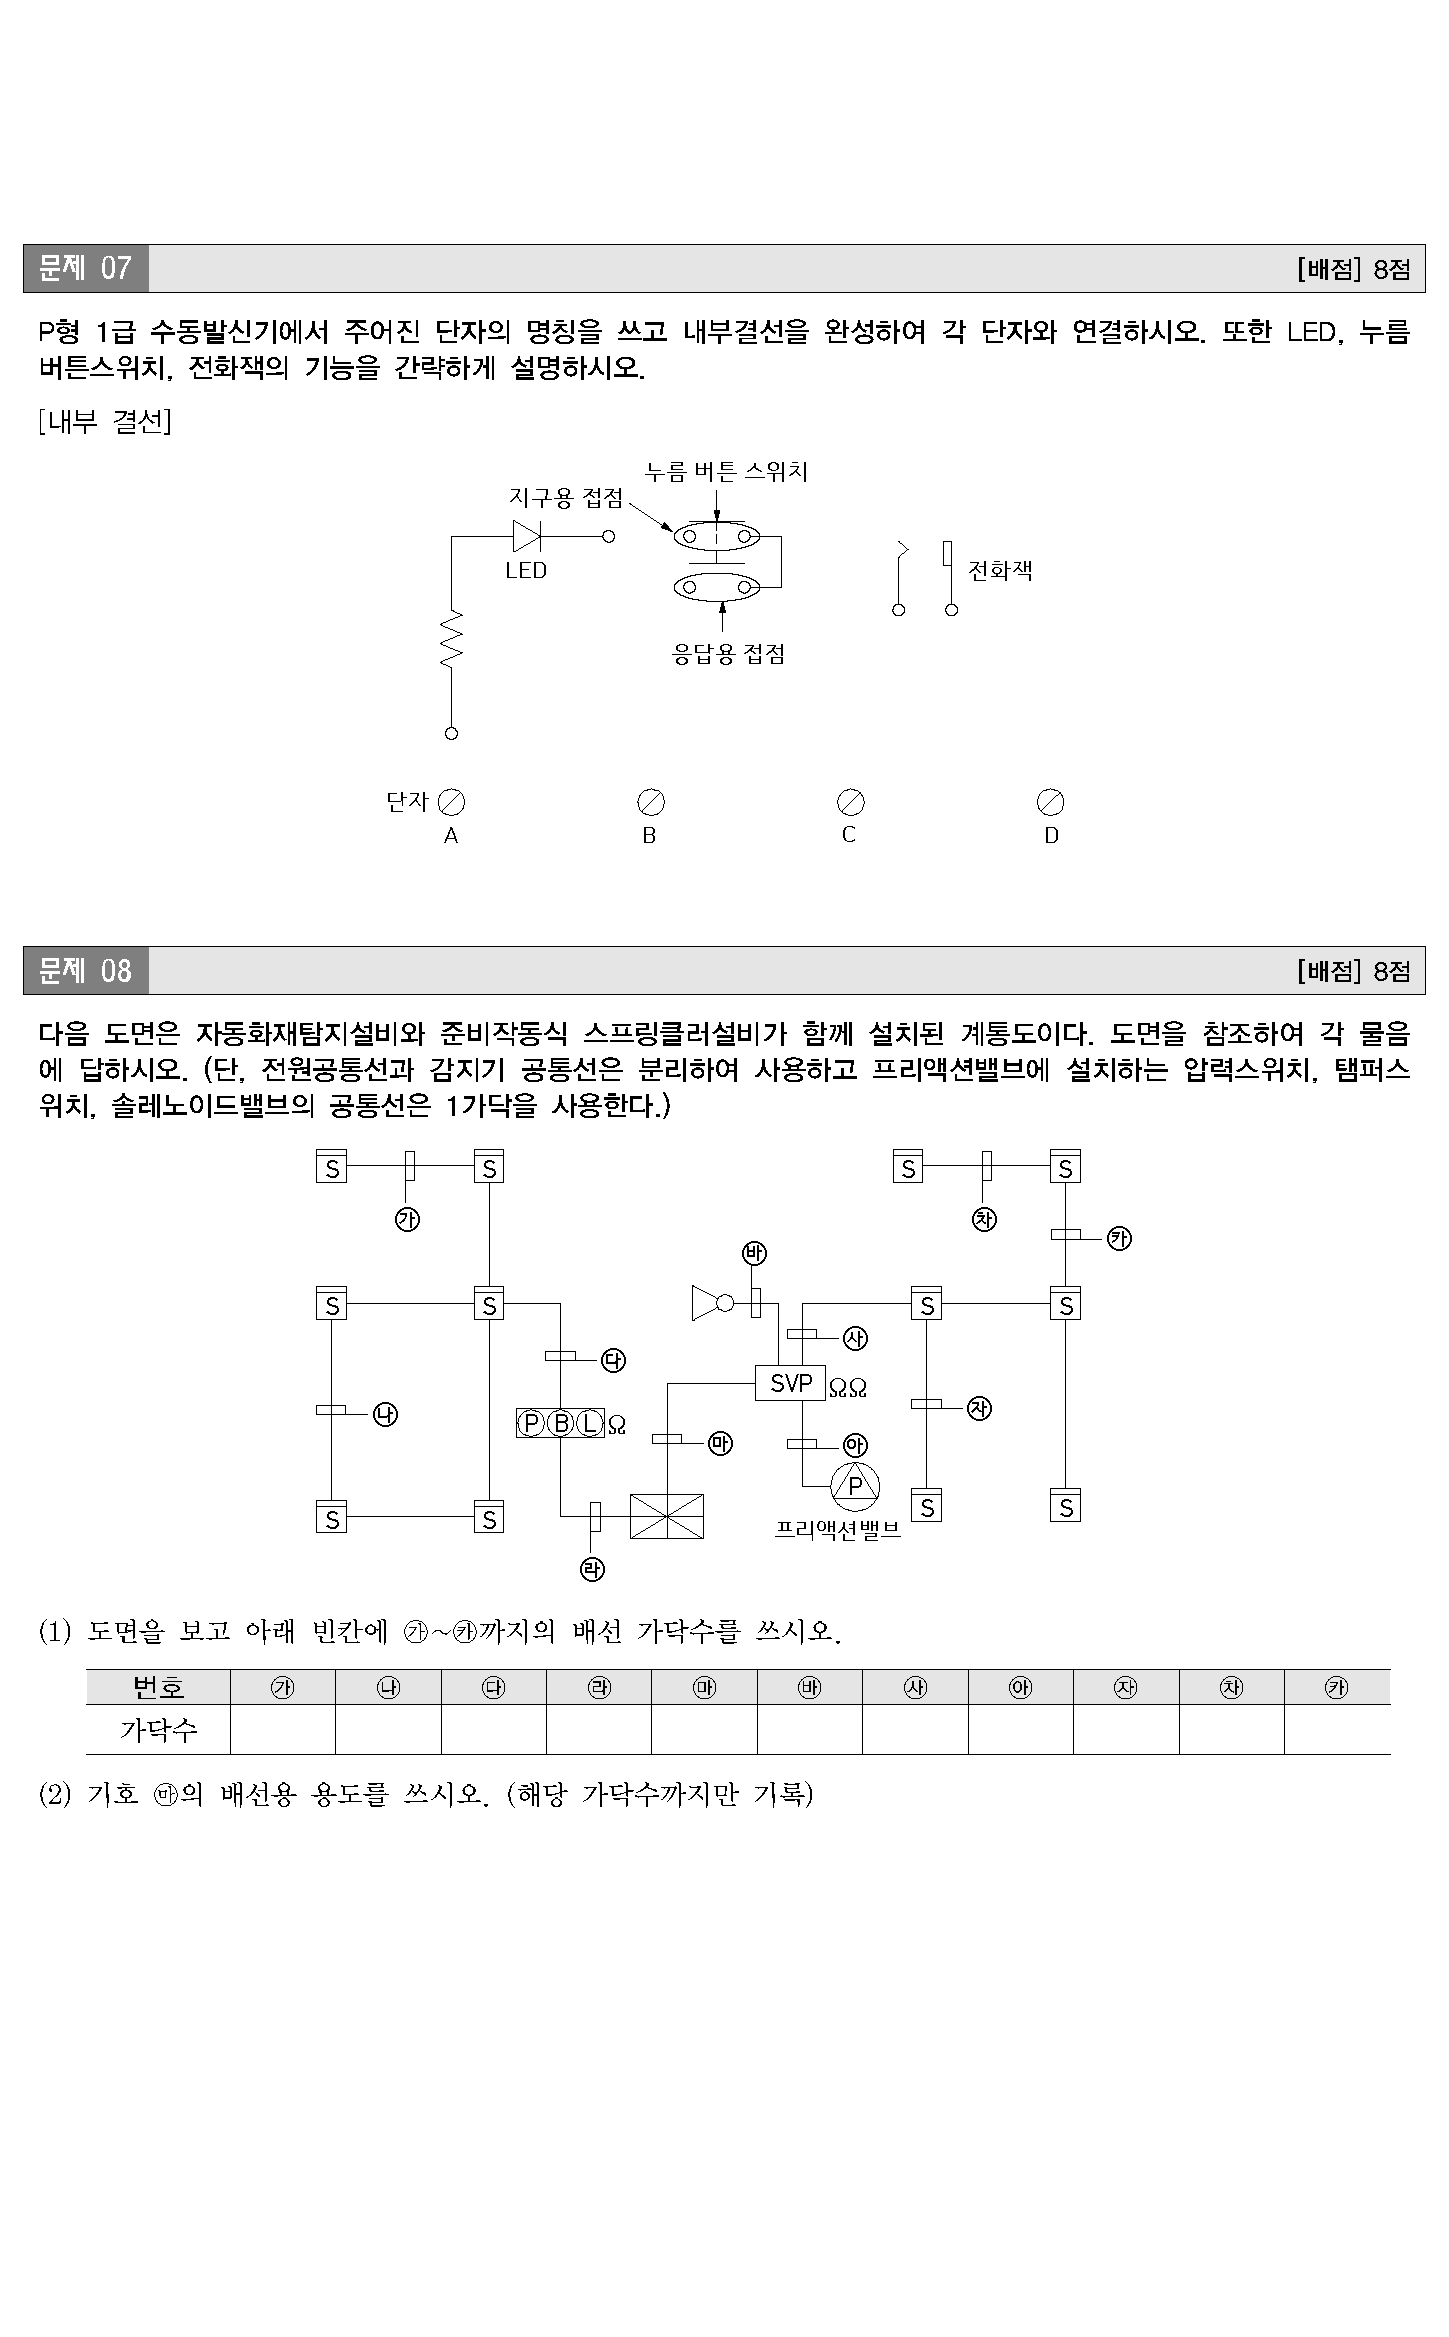 문제 07 [배점] 8점
P형 1급 수동발신기에서 주어진 단자의 명칭을 쓰고 내부결선을 완성하여 각 단자와 연결하시오. 또한 LED, 누름
버튼스위치, 전화잭의 기능을 간략하게 설명하시오.
[내부 결선]
누름 버튼 스위치
지구용 접점
LED
전화잭
응답용 접점
단자
A B C D
문제 08 [배점] 8점
다음 도면은 자동화재탐지설비와 준비작동식 스프링클러설비가 함께 설치된 계통도이다. 도면을 참조하여 각 물음
에 답하시오. (단, 전원공통선과 감지기 공통선은 분리하여 사용하고 프리액션밸브에 설치하는 압력스위치, 탬퍼스
위치, 솔레노이드밸브의 공통선은 1가닥을 사용한다.)
S S S S
㉮ ㉷
㉸
㉳
S S S S
㉴
㉰
SVP ΩΩ
㉯ ㉶
P B L Ω
㉲ ㉵
P
S S S S
프리액션밸브
㉱
(1) 도면을 보고 아래 빈칸에 ㉮~㉸까지의 배선 가닥수를 쓰시오.
번호 ㉮ ㉯ ㉰ ㉱ ㉲ ㉳ ㉴ ㉵ ㉶ ㉷ ㉸
가닥수
(2) 기호 ㉲의 배선용 용도를 쓰시오. (해당 가닥수까지만 기록)